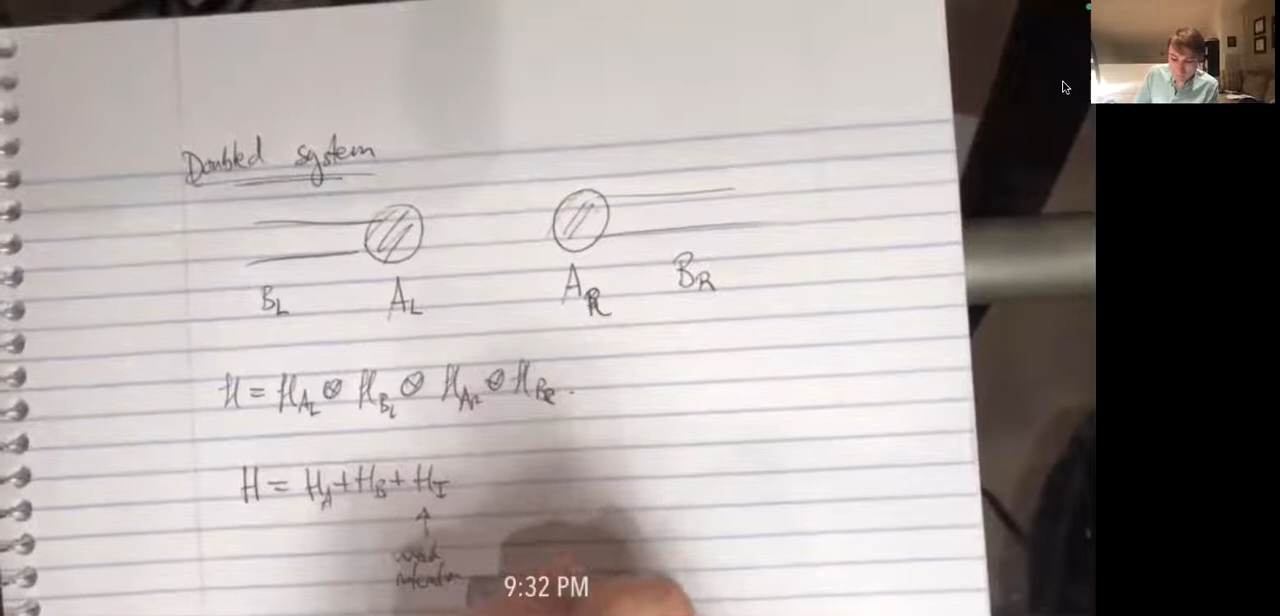 Doubled system
B_L A_L A_R B_R
ℋ = ℋ_{A_L} ⊗ ℋ_{B_L} ⊗ ℋ_{A_R} ⊗ ℋ_{B_R}.
H = H_A + H_B + H_I
↑
weak
interaction
9:32 PM